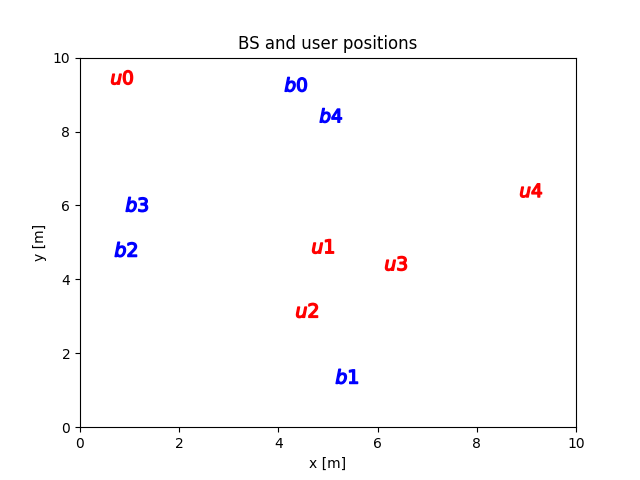 BS and user positions
10
u0
b0
b4
8
u4
6
b3
b2
u1
u3
4
u2
2
b1
0
0 2 4 6 8 10
x [m]
y [m]